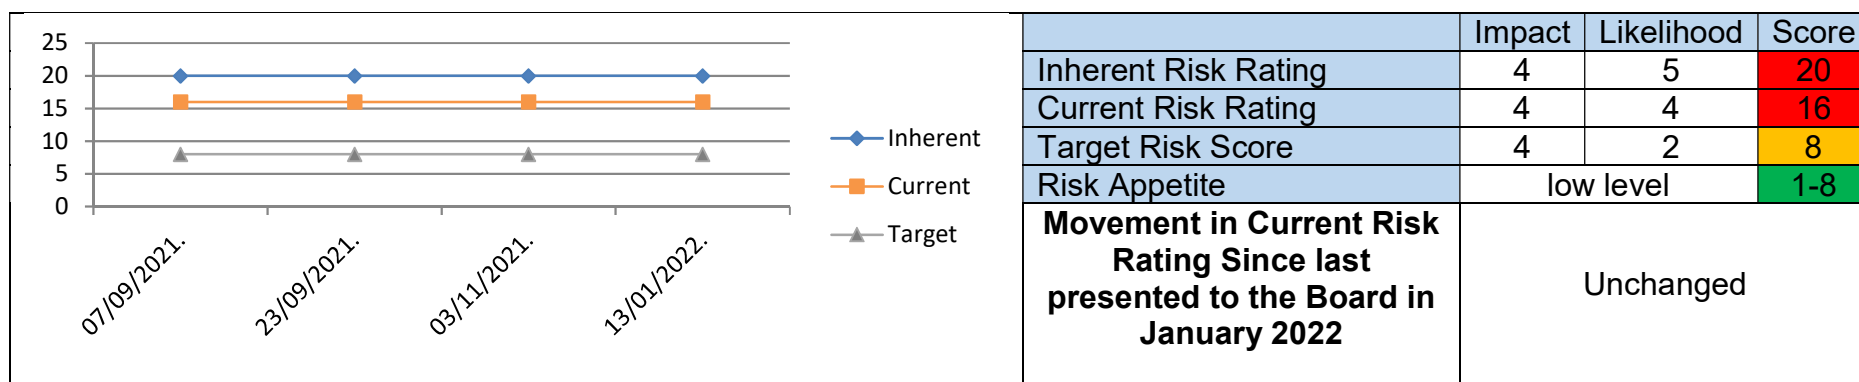 25
20
15
10
5
0
07/09/2021.
23/09/2021.
03/11/2021.
13/01/2022.
Inherent
Current
Target
Impact Likelihood Score
Inherent Risk Rating 4 5 20
Current Risk Rating 4 4 16
Target Risk Score 4 2 8
Risk Appetite low level 1-8
Movement in Current Risk
Rating Since last
presented to the Board in
January 2022
Unchanged